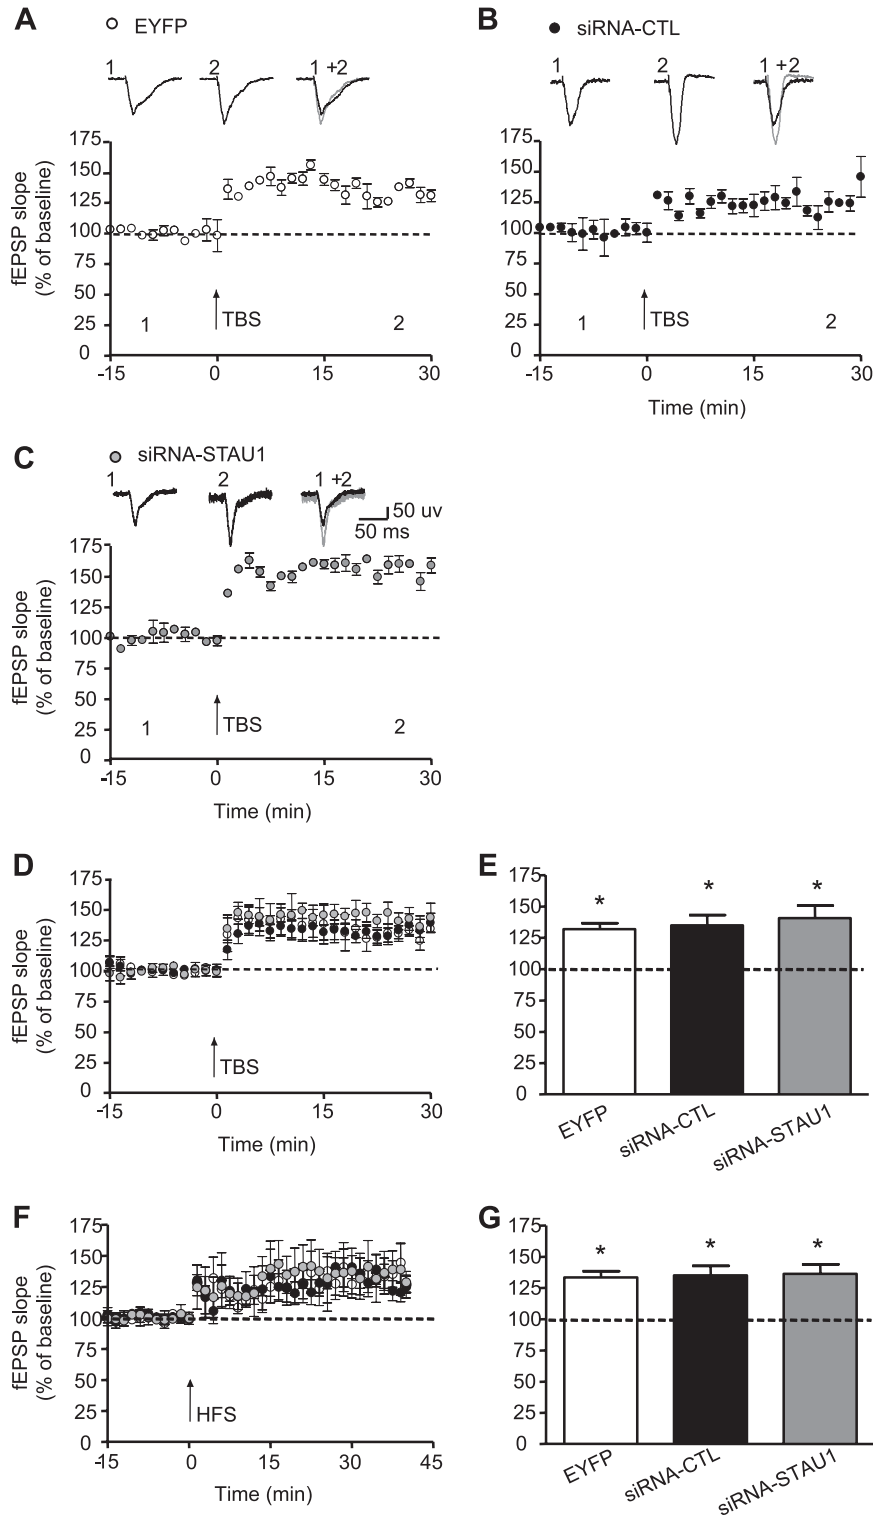 A
EYFP
1 2 1 +2
fEPSP slope
(% of baseline)
175
150
125
100
75
50
25
0
1 TBS 2
-15 0 15 30
B
siRNA-CTL
1 2 1 +2
175
150
125
100
75
50
25
0
1 TBS 2
-15 0 15 30
Time (min)
C
siRNA-STAU1
1 2 1 +2
50 uv
50 ms
fEPSP slope
(% of baseline)
175
150
125
100
75
50
25
0
1 TBS 2
-15 0 15 30
Time (min)
D
fEPSP slope
(% of baseline)
175
150
125
100
75
50
25
0
TBS
-15 0 15 30
Time (min)
E
175
150
125
100
75
50
25
0
* * *
EYFP
siRNA-CTL
siRNA-STAU1
F
fEPSP slope
(% of baseline)
175
150
125
100
75
50
25
0
HFS
-15 0 15 30 45
Time (min)
G
175
150
125
100
75
50
25
0
* * *
EYFP
siRNA-CTL
siRNA-STAU1